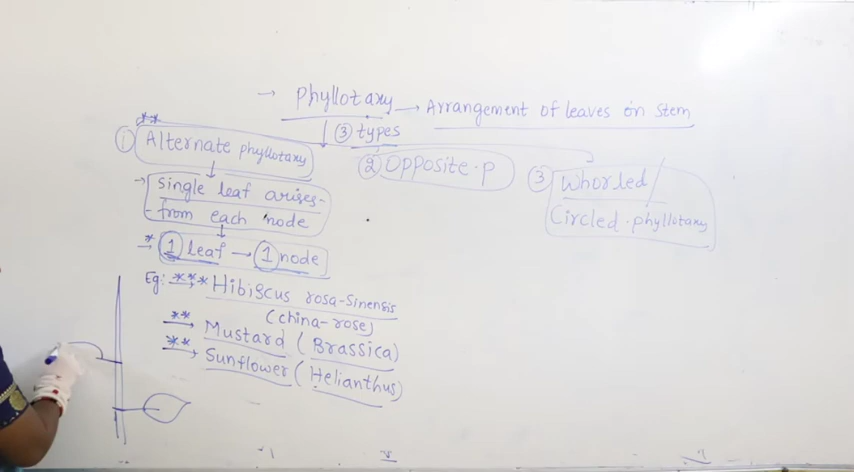 → Phyllotaxy → Arrangement of leaves on stem
③ types
**
① Alternate phyllotaxy
② Opposite.p
③ Whorled/
Circled.phyllotaxy
→ single leaf arises-
- from each node
* → ① leaf → ① node
Eg: *** → Hibiscus rosa-Sinensis
(china-rose)
** → Mustard (Brassica)
** → Sunflower (Helianthus)